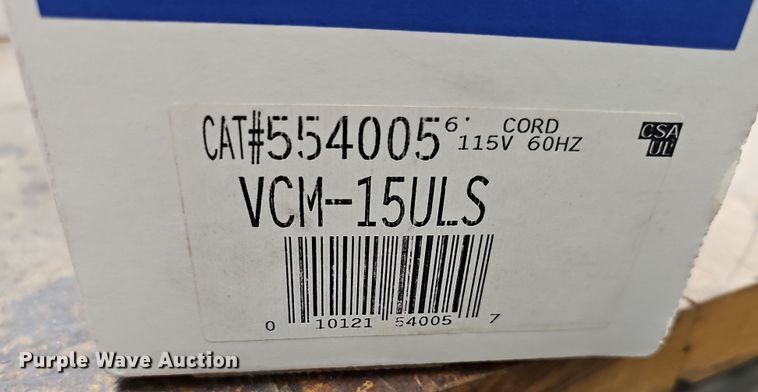 CAT#554005 6' CORD
115V 60HZ
CSA
UL
VCM-15ULS
0 10121 54005 7
Purple Wave Auction